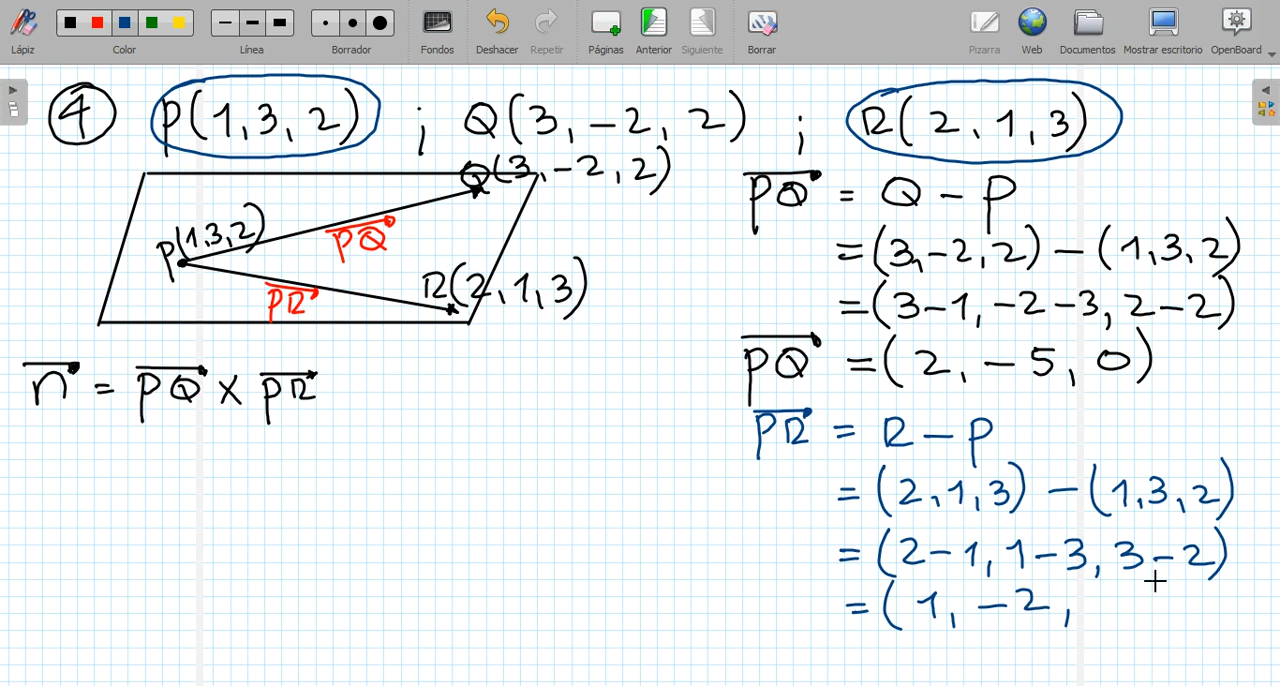 Lápiz Color Línea Borrador Fondos Deshacer Repetir Páginas Anterior Siguiente Borrar Pizarra Web Documentos Mostrar escritorio OpenBoard
4 P(1,3,2) ; Q(3,-2,2) ; R(2,1,3)
Q(3,-2,2)
P(1,3,2)
PQ
PR
R(2,1,3)
n = PQ x PR
PQ = Q - P
=(3,-2,2)-(1,3,2)
=(3-1,-2-3,2-2)
PQ =(2,-5,0)
PR = R - P
=(2,1,3)-(1,3,2)
=(2-1,1-3,3-2)
=(1,-2,